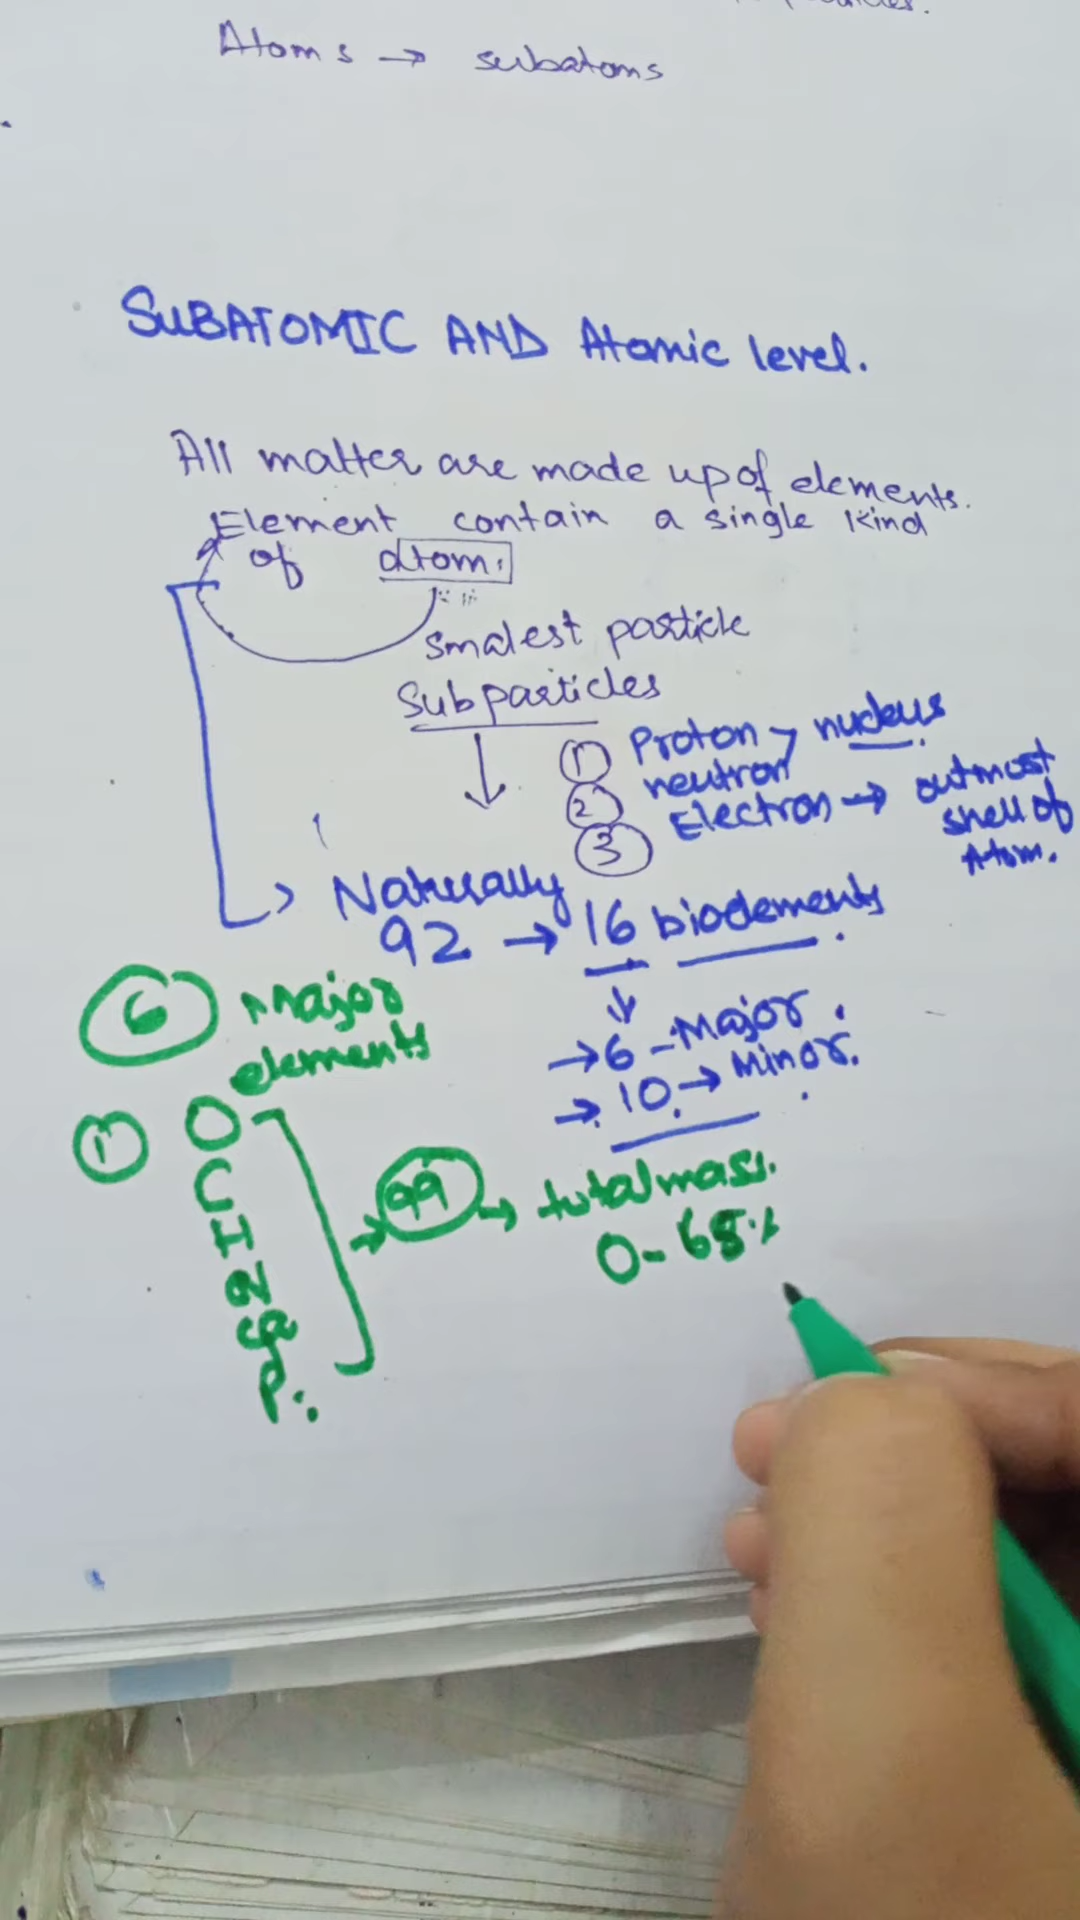 Atoms → subatoms
SUBATOMIC AND Atomic level.
All matter are made up of elements.
Element contain a single kind
of atom.
Smalest particle
Subparticles
① Proton → nucleus
② neutron
③ Electron → outmost
shell of
Atom.
Naturally
92 → 16 bioelements
→ 6 - Major.
→ 10. → Minor.
6 Major
elements
① O
C
H
N
Ca
P.
→ 99 → total mass.
O - 65%